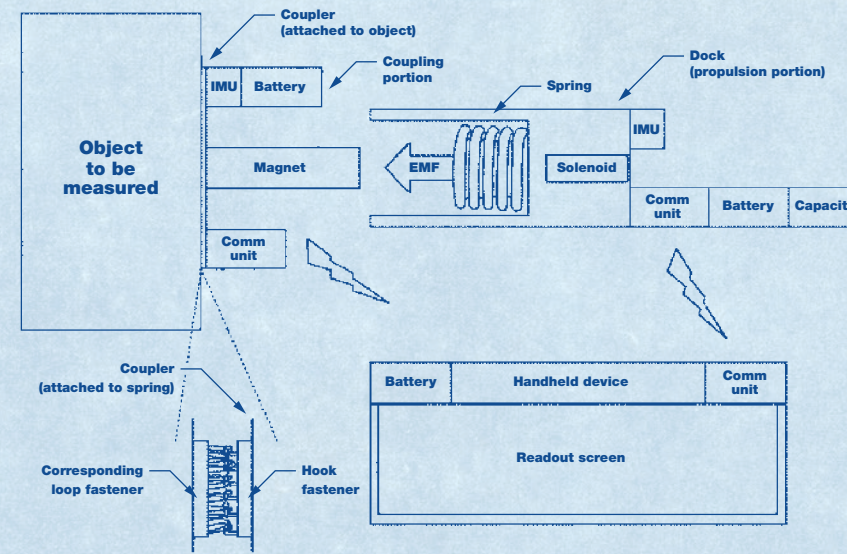 Coupler
(attached to object)
Coupling
portion
IMU
Battery
Object
to be
measured
Magnet
Comm
unit
Spring
Dock
(propulsion portion)
EMF
Solenoid
IMU
Comm
unit
Battery
Capacit
Coupler
(attached to spring)
Corresponding
loop fastener
Hook
fastener
Battery
Handheld device
Comm
unit
Readout screen